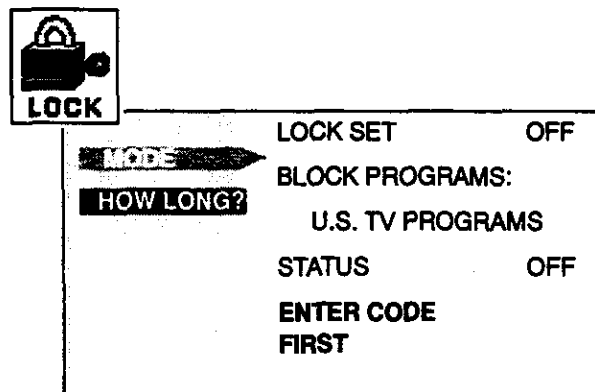 LOCK
MODE
HOW LONG?
LOCK SET OFF
BLOCK PROGRAMS:
U.S. TV PROGRAMS
STATUS OFF
ENTER CODE
FIRST